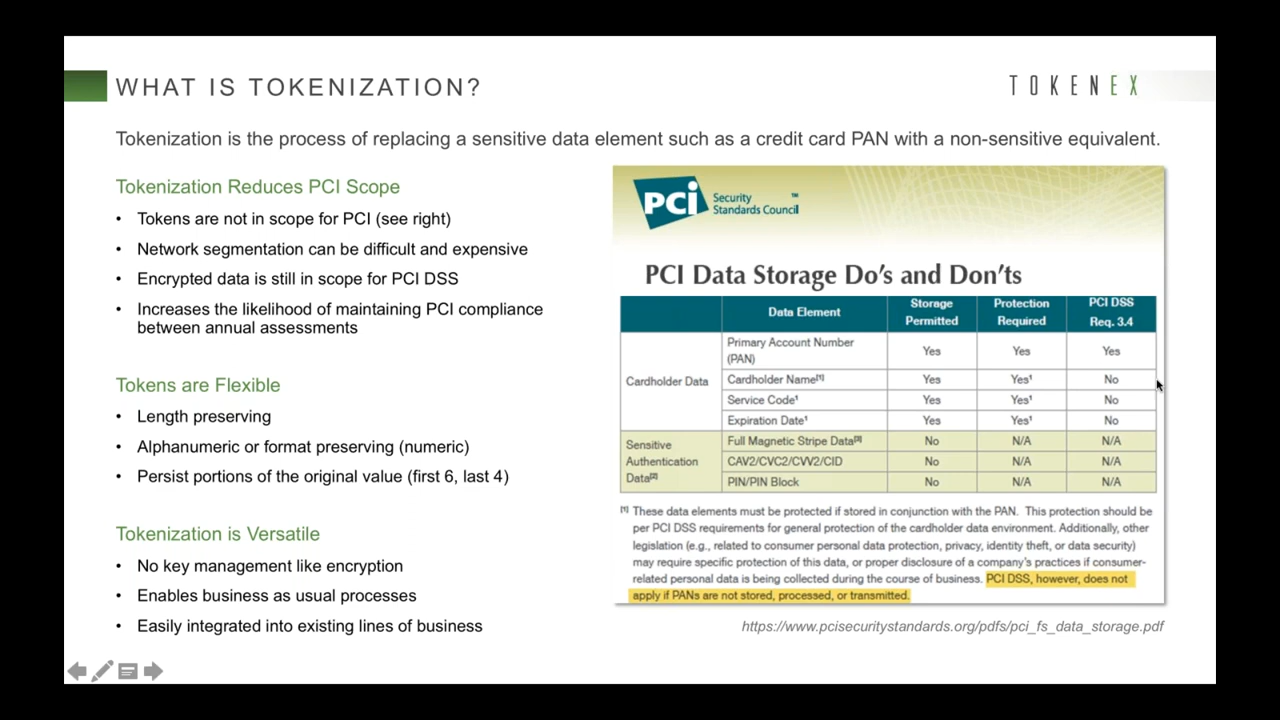 WHAT IS TOKENIZATION?
TOKENEX
Tokenization is the process of replacing a sensitive data element such as a credit card PAN with a non-sensitive equivalent.
Tokenization Reduces PCI Scope
• Tokens are not in scope for PCI (see right)
• Network segmentation can be difficult and expensive
• Encrypted data is still in scope for PCI DSS
• Increases the likelihood of maintaining PCI compliance
between annual assessments
Tokens are Flexible
• Length preserving
• Alphanumeric or format preserving (numeric)
• Persist portions of the original value (first 6, last 4)
Tokenization is Versatile
• No key management like encryption
• Enables business as usual processes
• Easily integrated into existing lines of business
PCI Security ™
Standards Council
PCI Data Storage Do's and Don'ts
Data Element Storage Permitted Protection Required PCI DSS Req. 3.4
Cardholder Data
Primary Account Number (PAN) Yes Yes Yes
Cardholder Name[1] Yes Yes¹ No
Service Code¹ Yes Yes¹ No
Expiration Date¹ Yes Yes¹ No
Sensitive Authentication Data[2]
Full Magnetic Stripe Data[3] No N/A N/A
CAV2/CVC2/CVV2/CID No N/A N/A
PIN/PIN Block No N/A N/A
[1] These data elements must be protected if stored in conjunction with the PAN. This protection should be
per PCI DSS requirements for general protection of the cardholder data environment. Additionally, other
legislation (e.g., related to consumer personal data protection, privacy, identity theft, or data security)
may require specific protection of this data, or proper disclosure of a company's practices if consumer-
related personal data is being collected during the course of business. PCI DSS, however, does not
apply if PANs are not stored, processed, or transmitted.
https://www.pcisecuritystandards.org/pdfs/pci_fs_data_storage.pdf